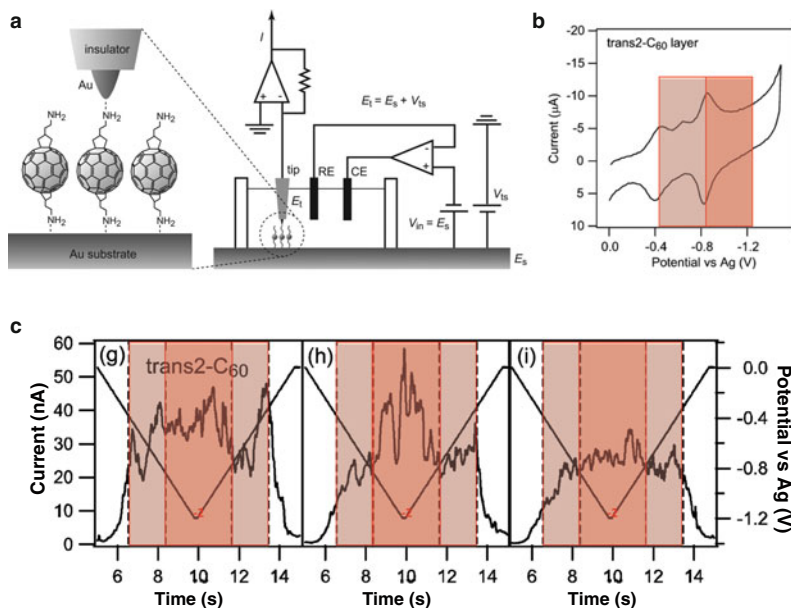 a
insulator
Au
NH2
NH2
NH2
NH2
NH2
NH2
Au substrate
I
+
-
Et = Es + Vts
tip
RE
CE
Et
-
+
Vin = Es
Vts
Es
b
trans2-C60 layer
Current (µA)
-20
-15
-10
-5
0
5
10
0.0
-0.4
-0.8
-1.2
Potential vs Ag (V)
c
(g)
(h)
(i)
trans2-C60
Current (nA)
60
50
40
30
20
10
0
Potential vs Ag (V)
0.0
-0.4
-0.8
-1.2
6
8
10
12
14
6
8
10
12
14
6
8
10
12
14
Time (s)
Time (s)
Time (s)